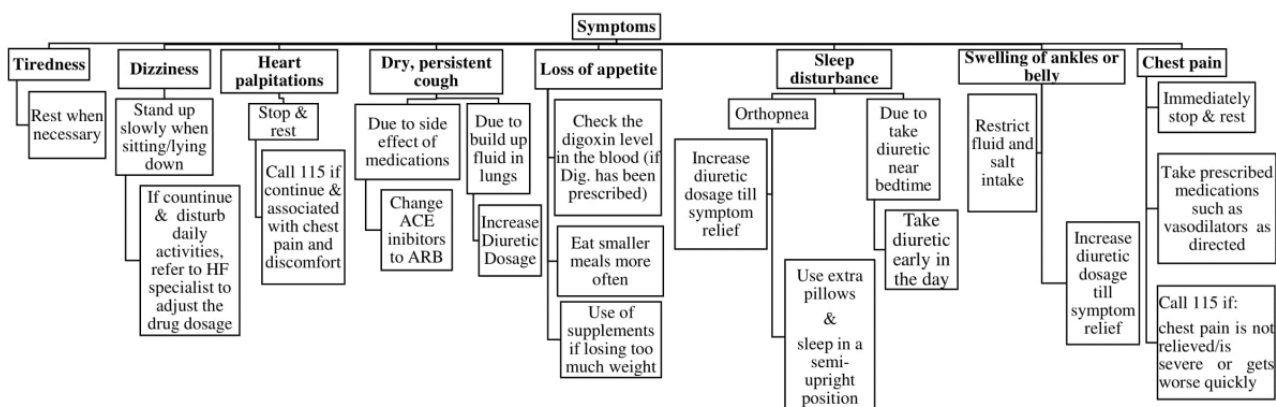 Symptoms
Tiredness
Rest when
necessary
Dizziness
Stand up
slowly when
sitting/lying
down
If countinue
& disturb
daily
activities,
refer to HF
specialist to
adjust the
drug dosage
Heart
palpitations
Stop &
rest
Call 115 if
continue &
associated
with chest
pain and
discomfort
Dry, persistent
cough
Due to side
effect of
medications
Change ACE
inibitors
to ARB
Due to
build up
fluid in
lungs
Increase
Diuretic
Dosage
Loss of appetite
Check the
digoxin level
in the blood (if
Dig. has been
prescribed)
Eat smaller
meals more
often
Use of
supplements
if losing too
much weight
Sleep
disturbance
Orthopnea
Increase
diuretic
dosage till
symptom
relief
Use extra
pillows
&
sleep in a
semi-
upright
position
Due to
take
diuretic
near
bedtime
Take
diuretic
early in
the day
Swelling of ankles or
belly
Restrict
fluid and
salt
intake
Increase
diuretic
dosage
till
symptom
relief
Chest pain
Immediately
stop & rest
Take prescribed
medications
such as
vasodilators as
directed
Call 115 if:
chest pain is not
relieved/is
severe or gets
worse quickly